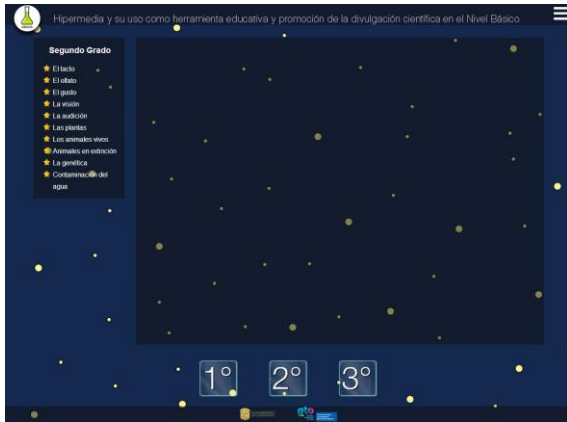 Hipermedia y su uso como herramienta educativa y promoción de la divulgación científica en el Nivel Básico
Segundo Grado
El tacto
El olfato
El gusto
La visión
La audición
Las plantas
Los animales vivos
Animales en extinción
La genética
Contaminación del
agua
1° 2° 3°
gto